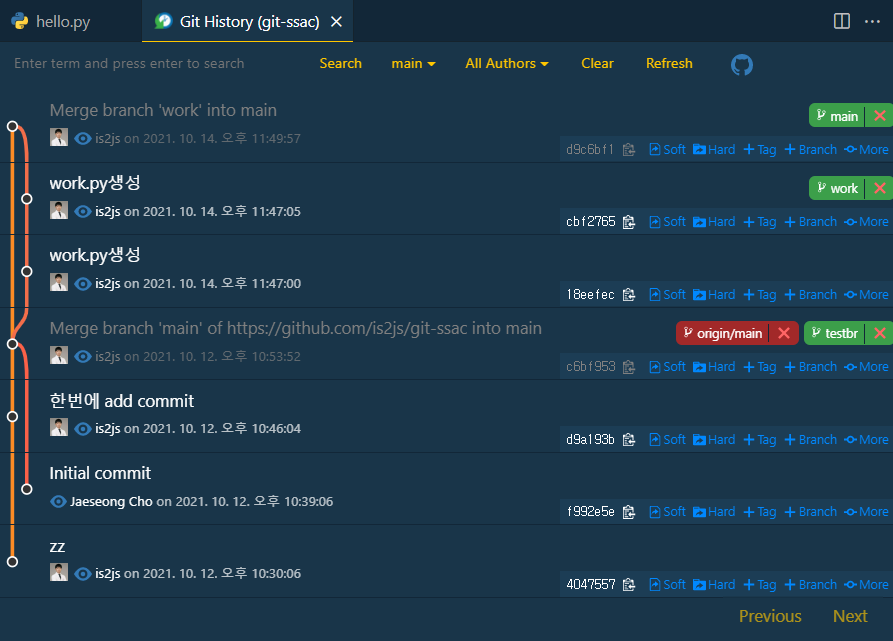 hello.py Git History (git-ssac)
Enter term and press enter to search Search main All Authors Clear Refresh
Merge branch 'work' into main main
is2js on 2021. 10. 14. 오후 11:49:57
d9c6bf1 Soft Hard Tag Branch More
work.py생성 work
is2js on 2021. 10. 14. 오후 11:47:05
cbf2765 Soft Hard Tag Branch More
work.py생성
is2js on 2021. 10. 14. 오후 11:47:00
18eefec Soft Hard Tag Branch More
Merge branch 'main' of https://github.com/is2js/git-ssac into main origin/main testbr
is2js on 2021. 10. 12. 오후 10:53:52
c6bf953 Soft Hard Tag Branch More
한번에 add commit
is2js on 2021. 10. 12. 오후 10:46:04
d9a193b Soft Hard Tag Branch More
Initial commit
Jaeseong Cho on 2021. 10. 12. 오후 10:39:06
f992e5e Soft Hard Tag Branch More
zz
is2js on 2021. 10. 12. 오후 10:30:06
4047557 Soft Hard Tag Branch More
Previous Next